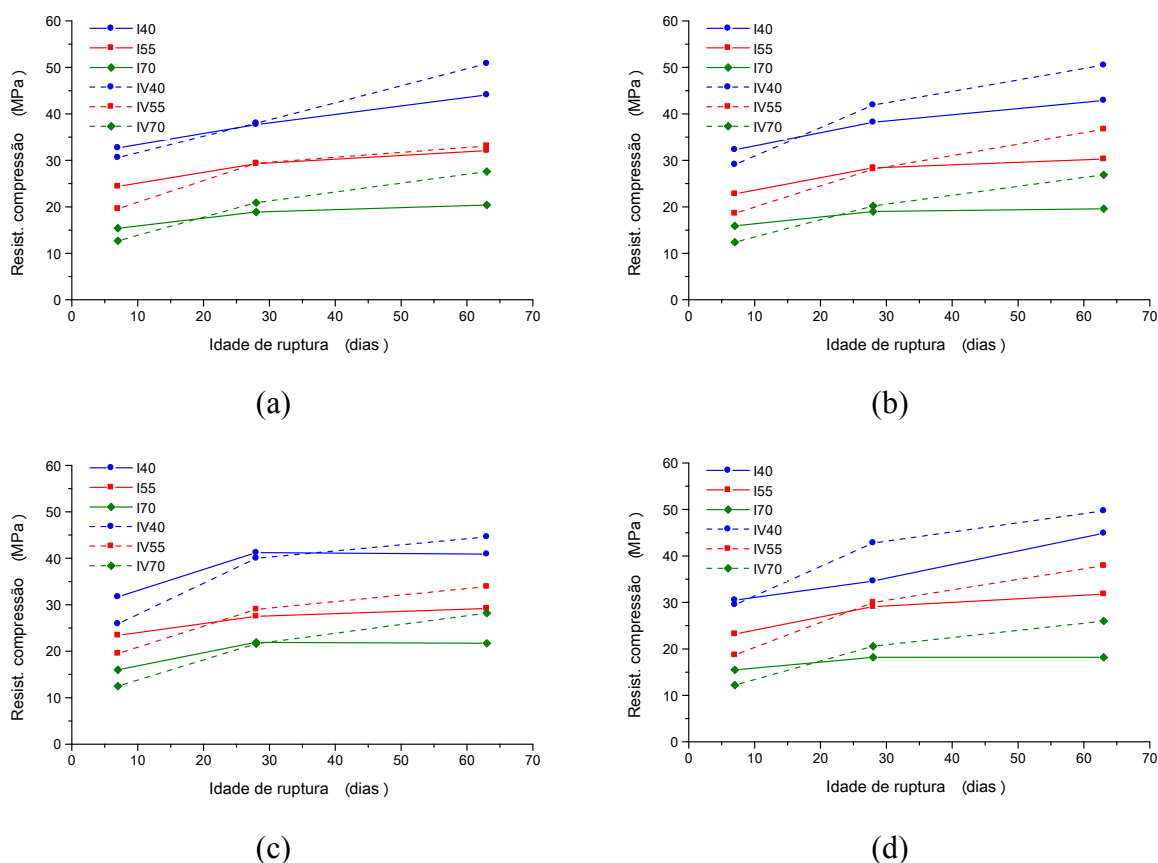 60
50
40
30
20
10
0
Resist. compressão (MPa)
I40
I55
I70
IV40
IV55
IV70
0 10 20 30 40 50 60 70
Idade de ruptura (dias)
(a)
60
50
40
30
20
10
0
Resist. compressão (MPa)
I40
I55
I70
IV40
IV55
IV70
0 10 20 30 40 50 60 70
Idade de ruptura (dias)
(b)
60
50
40
30
20
10
0
Resist. compressão (MPa)
I40
I55
I70
IV40
IV55
IV70
0 10 20 30 40 50 60 70
Idade de ruptura (dias)
(c)
60
50
40
30
20
10
0
Resist. compressão (MPa)
I40
I55
I70
IV40
IV55
IV70
0 10 20 30 40 50 60 70
Idade de ruptura (dias)
(d)